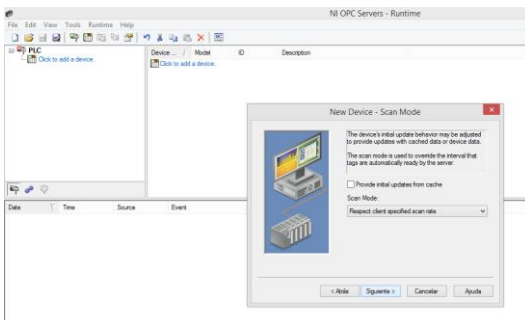 NI OPC Servers - Runtime
File Edit View Tools Runtime Help
PLC
Click to add a device.
Device... / Model ID Description
Click to add a device.
New Device - Scan Mode
The device's initial update behavior may be adjusted
to provide updates with cached data or device data.
The scan mode is used to override the interval that
tags are automatically ready by the server.
Provide initial updates from cache
Scan Mode:
Respect client specified scan rate
< Atrás Siguiente > Cancelar Ayuda
Date Time Source Event